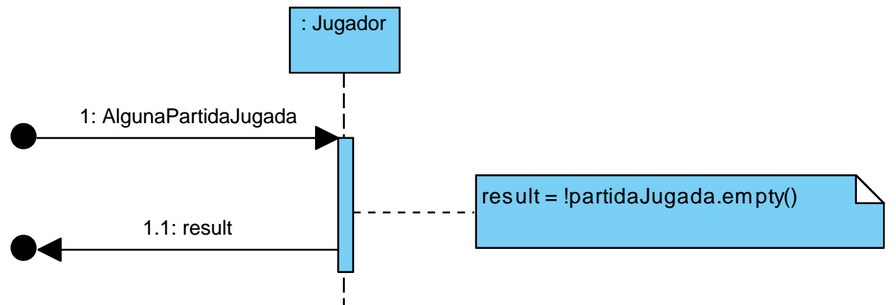 : Jugador
1: AlgunaPartidaJugada
result = !partidaJugada.empty()
1.1: result